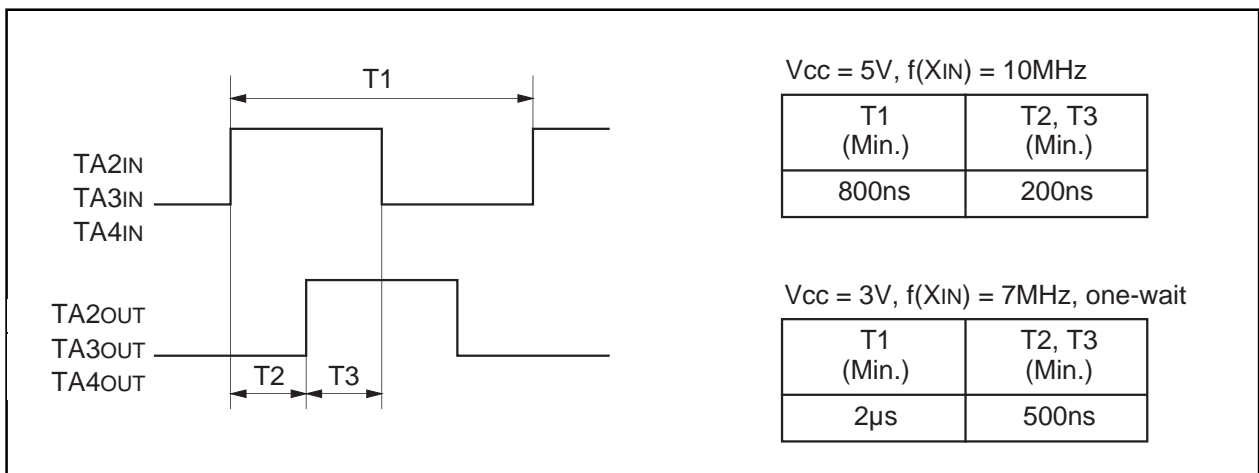 T1
TA2IN
TA3IN
TA4IN
TA2OUT
TA3OUT
TA4OUT
T2
T3
Vcc = 5V, f(XIN) = 10MHz
T1 (Min.)
T2, T3 (Min.)
800ns
200ns
Vcc = 3V, f(XIN) = 7MHz, one-wait
T1 (Min.)
T2, T3 (Min.)
2µs
500ns